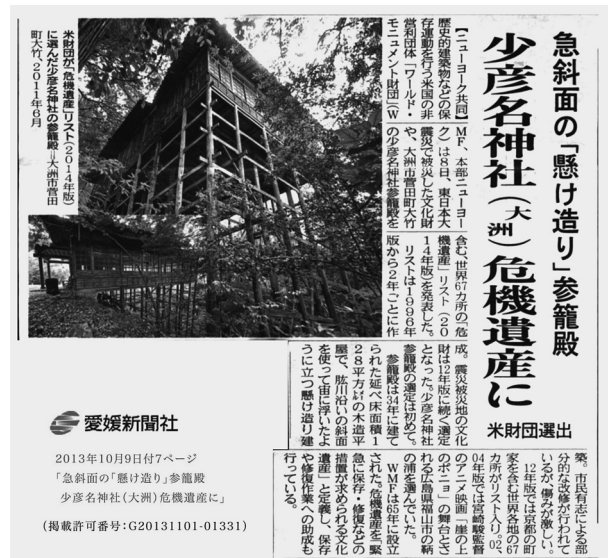 急斜面の「懸け造り」参籠殿
少彦名神社(大洲)危機遺産に
米財団選出
【ニューヨーク共同】
歴史的建築物などの保
存運動を行う米国の非
営利団体「ワールド・
モニュメント財団」(W
MF、本部ニューヨー
ク)は8日、東日本大
震災で被災した文化財
や、大洲市菅田町大竹
の少彦名神社参籠殿を
含む、世界67カ所の「危
機遺産」リスト(20
14年版)を発表した。
リストは1996年
版から2年ごとに作
成。震災被災地の文化
財は12年版に続く選定
となった。少彦名神社
参籠殿の選定は初めて。
参籠殿は34年に建て
られた延べ床面積1
28平方㍍の木造平
屋で、肱川沿いの斜面
を使って宙に浮いたよ
うに立つ懸け造り建
築。市民有志による部
分的な改修が行われて
いるが、傷みが激しい。
12年版では京都の町
家を含む世界各地の6
7カ所がリスト入り。02、
04年版では宮崎駿監督
のアニメ映画「崖の上
のポニョ」の舞台とさ
れる広島県福山市の鞆
の浦を選んでいた。
WMFは65年に設立
された。危機遺産を「緊
急に保存・修復などの
措置が求められる文化
遺産」と定義し、保存
や修復作業への助成も
行っている。
米財団が「危機遺産」リスト(2014年版)
に選んだ少彦名神社の参籠殿=大洲市菅田
町大竹、2011年6月
愛媛新聞社
2013年10月9日付7ページ
「急斜面の「懸け造り」参籠殿
少彦名神社(大洲)危機遺産に」
(掲載許可番号:G20131101-01331)